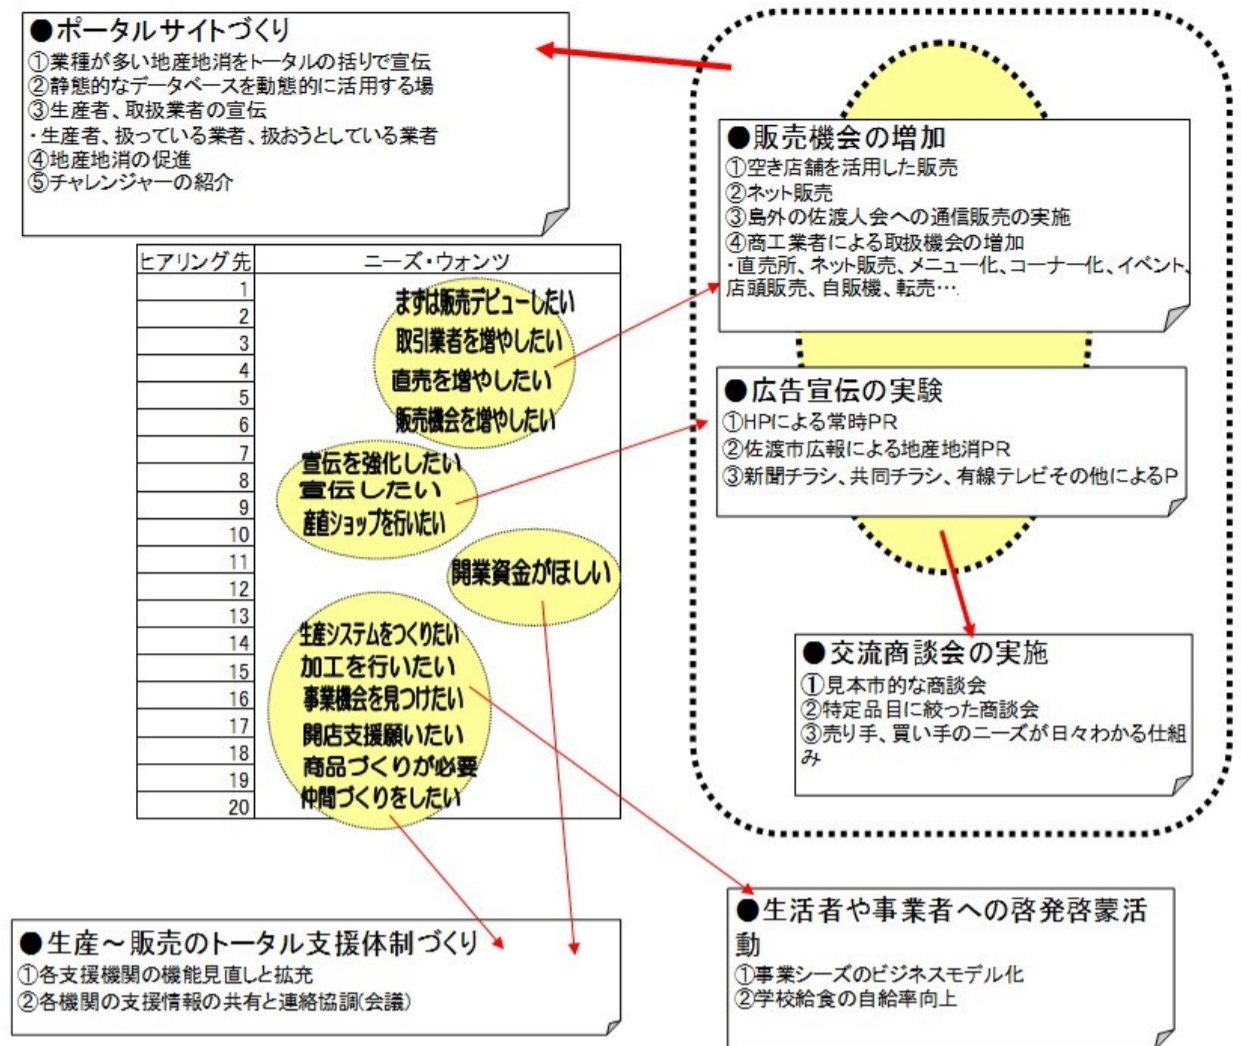 ●ポータルサイトづくり
①業種が多い地産地消をトータルの括りで宣伝
②静態的なデータベースを動態的に活用する場
③生産者、取扱業者の宣伝
・生産者、扱っている業者、扱おうとしている業者
④地産地消の促進
⑤チャレンジャーの紹介
●販売機会の増加
①空き店舗を活用した販売
②ネット販売
③島外の佐渡人会への通信販売の実施
④商工業者による取扱機会の増加
・直売所、ネット販売、メニュー化、コーナー化、イベント、
店頭販売、自販機、転売…
ヒアリング先 ニーズ・ウォンツ
1
2
3
4
5
6
7
8
9
10
11
12
13
14
15
16
17
18
19
20
まずは販売デビューしたい
取引業者を増やしたい
直売を増やしたい
販売機会を増やしたい
宣伝を強化したい
宣伝したい
産直ショップを行いたい
開業資金がほしい
生産システムをつくりたい
加工を行いたい
事業機会を見つけたい
開店支援願いたい
商品づくりが必要
仲間づくりをしたい
●広告宣伝の実験
①HPによる常時PR
②佐渡市広報による地産地消PR
③新聞チラシ、共同チラシ、有線テレビその他によるP
●交流商談会の実施
①見本市的な商談会
②特定品目に絞った商談会
③売り手、買い手のニーズが日々わかる仕組
み
●生産～販売のトータル支援体制づくり
①各支援機関の機能見直しと拡充
②各機関の支援情報の共有と連絡協調(会議)
●生活者や事業者への啓発啓蒙活
動
①事業シーズのビジネスモデル化
②学校給食の自給率向上